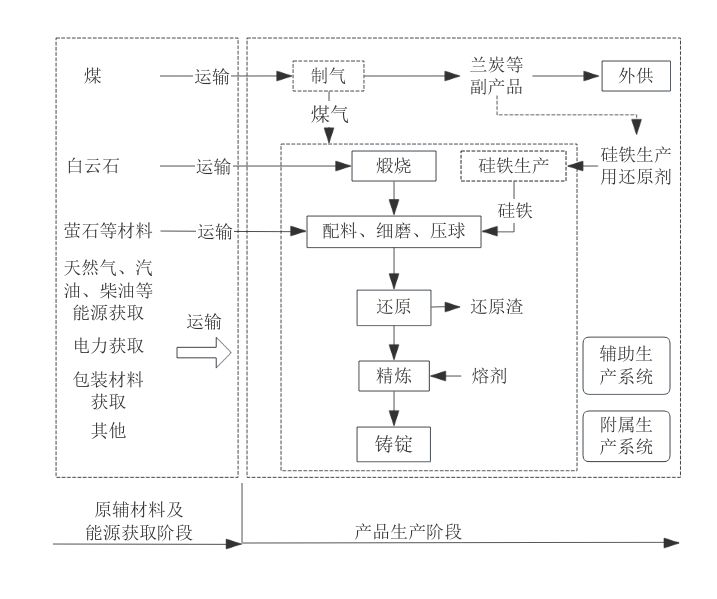 煤
运输
制气
兰炭等
副产品
外供
煤气
白云石
运输
煅烧
硅铁生产
硅铁生产
用还原剂
硅铁
萤石等材料
运输
配料、细磨、压球
天然气、汽
油、柴油等
能源获取
还原
还原渣
运输
电力获取
辅助生
产系统
包装材料
获取
精炼
熔剂
其他
铸锭
附属生
产系统
原辅材料及
能源获取阶段
产品生产阶段